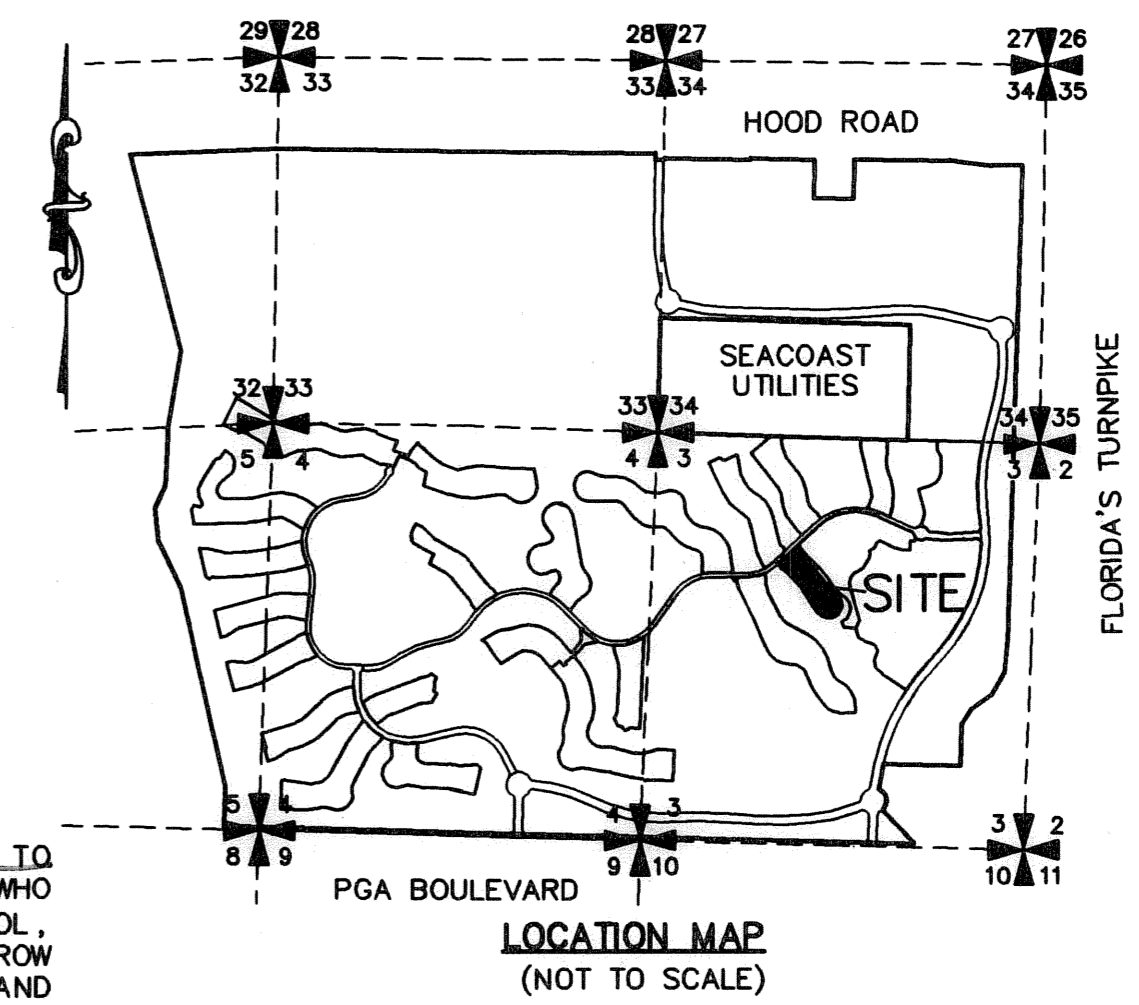 29 28
28 27
27 26
32 33
33 34
34 35
HOOD ROAD
SEACOAST
UTILITIES
FLORIDA'S TURNPIKE
32 33
33 34
34 35
5 4
4 3
3 2
SITE
5 4
4 3
3 2
8 9
9 10
10 11
PGA BOULEVARD
TO
WHO
OL,
ROW
AND
LOCATION MAP
(NOT TO SCALE)